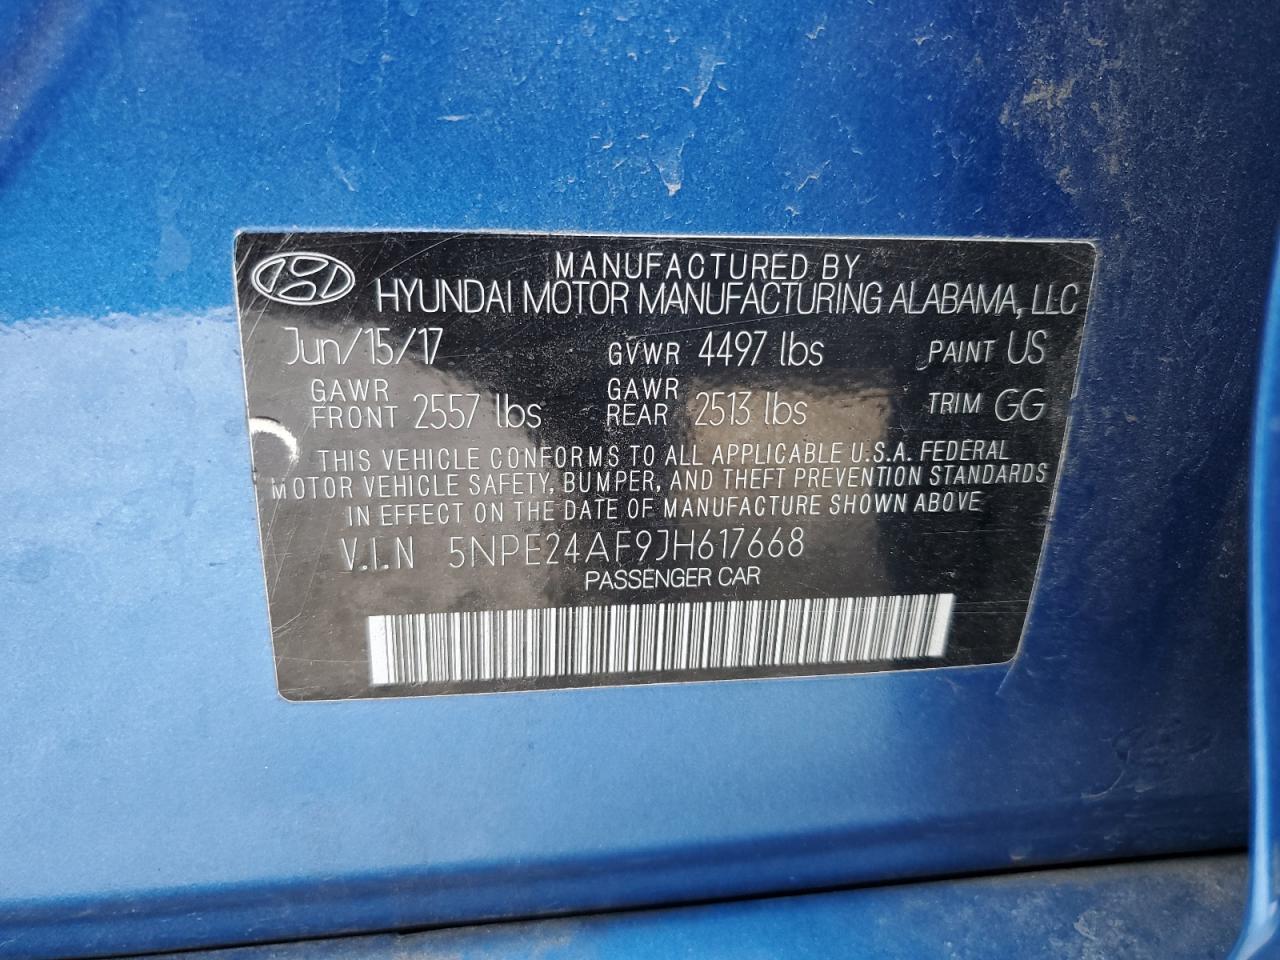 MANUFACTURED BY
HYUNDAI MOTOR MANUFACTURING ALABAMA, LLC
Jun/15/17 GVWR 4497 lbs PAINT US
GAWR FRONT 2557 lbs GAWR REAR 2513 lbs TRIM GG
THIS VEHICLE CONFORMS TO ALL APPLICABLE U.S.A. FEDERAL
MOTOR VEHICLE SAFETY, BUMPER, AND THEFT PREVENTION STANDARDS
IN EFFECT ON THE DATE OF MANUFACTURE SHOWN ABOVE
V.I.N 5NPE24AF9JH617668
PASSENGER CAR